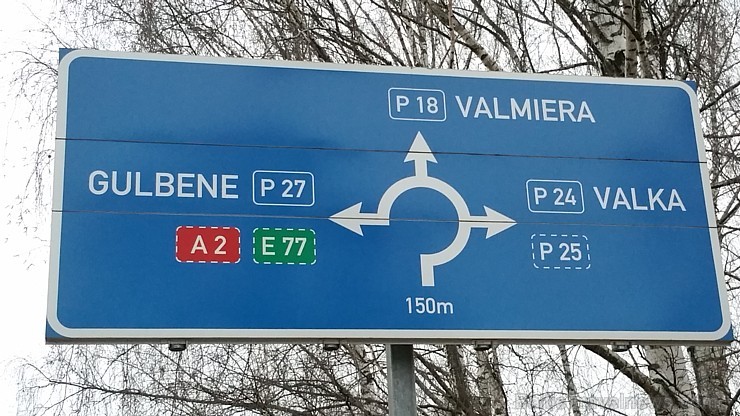 P 18 VALMIERA
GULBENE P 27
A 2 E 77
P 24 VALKA
P 25
150m